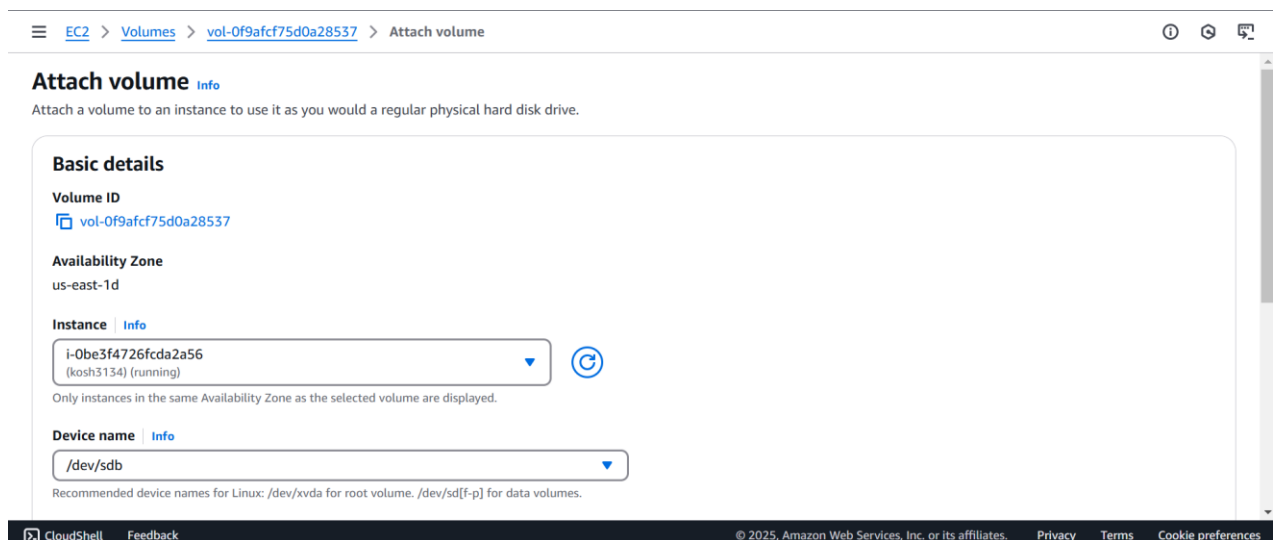 EC2 > Volumes > vol-0f9afcf75d0a28537 > Attach volume
Attach volume Info
Attach a volume to an instance to use it as you would a regular physical hard disk drive.
Basic details
Volume ID
vol-0f9afcf75d0a28537
Availability Zone
us-east-1d
Instance Info
i-0be3f4726fcda2a56
(kosh3134) (running)
Only instances in the same Availability Zone as the selected volume are displayed.
Device name Info
/dev/sdb
Recommended device names for Linux: /dev/xvda for root volume. /dev/sd[f-p] for data volumes.
CloudShell Feedback © 2025, Amazon Web Services, Inc. or its affiliates. Privacy Terms Cookie preferences